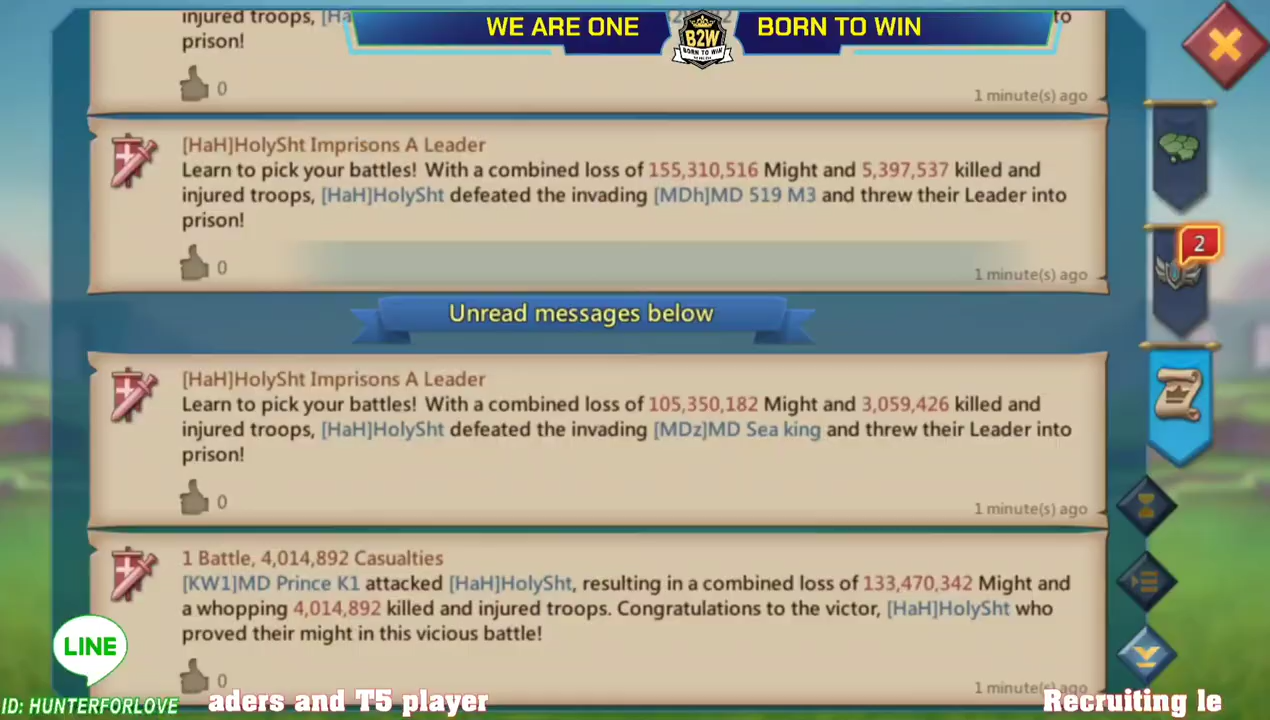 injured troops, [Ha
to
WE ARE ONE
B2W
BORN TO WIN
BORN TO WIN
prison!
0
1 minute(s) ago
[HaH]HolySht Imprisons A Leader
Learn to pick your battles! With a combined loss of 155,310,516 Might and 5,397,537 killed and
injured troops, [HaH]HolySht defeated the invading [MDh]MD 519 M3 and threw their Leader into
prison!
0
1 minute(s) ago
2
Unread messages below
[HaH]HolySht Imprisons A Leader
Learn to pick your battles! With a combined loss of 105,350,182 Might and 3,059,426 killed and
injured troops, [HaH]HolySht defeated the invading [MDz]MD Sea king and threw their Leader into
prison!
0
1 minute(s) ago
1 Battle, 4,014,892 Casualties
[KW1]MD Prince K1 attacked [HaH]HolySht, resulting in a combined loss of 133,470,342 Might and
a whopping 4,014,892 killed and injured troops. Congratulations to the victor, [HaH]HolySht who
proved their might in this vicious battle!
0
1 minute(s) ago
LINE
ID: HUNTERFORLOVE
aders and T5 player
Recruiting le